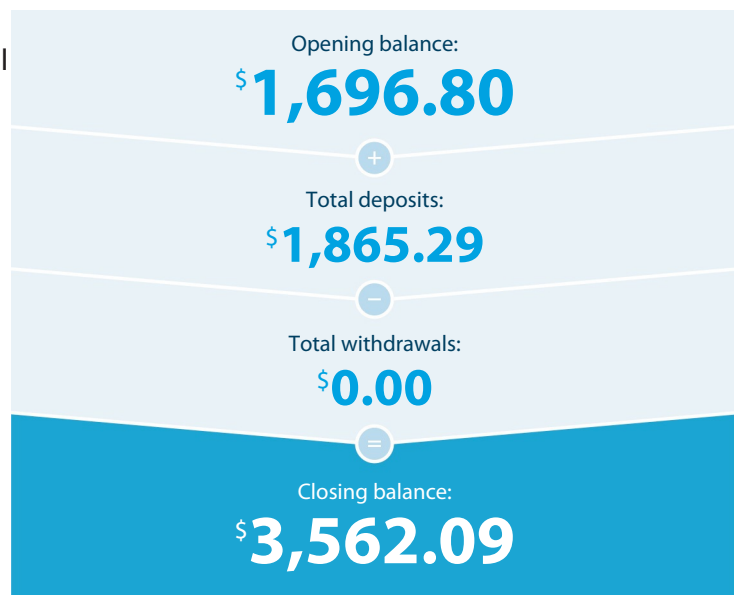 Opening balance:
$1,696.80
+
Total deposits:
$1,865.29
−
Total withdrawals:
$0.00
=
Closing balance:
$3,562.09